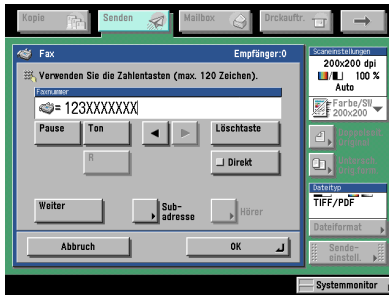 Kopie
Senden
Mailbox
Drckauftr.
Fax
Empfänger:0
Verwenden Sie die Zahlentasten (max. 120 Zeichen).
Faxnummer
= 123XXXXXXX
Pause
Ton
Löschtaste
R
Direkt
Weiter
Sub-
adresse
Hörer
Abbruch
OK
Scaneinstellungen
200x200 dpi
100 %
Auto
Farbe/SW
200x200
Dateityp
TIFF/PDF
Dateiformat
Sende-
einstell.
Systemmonitor